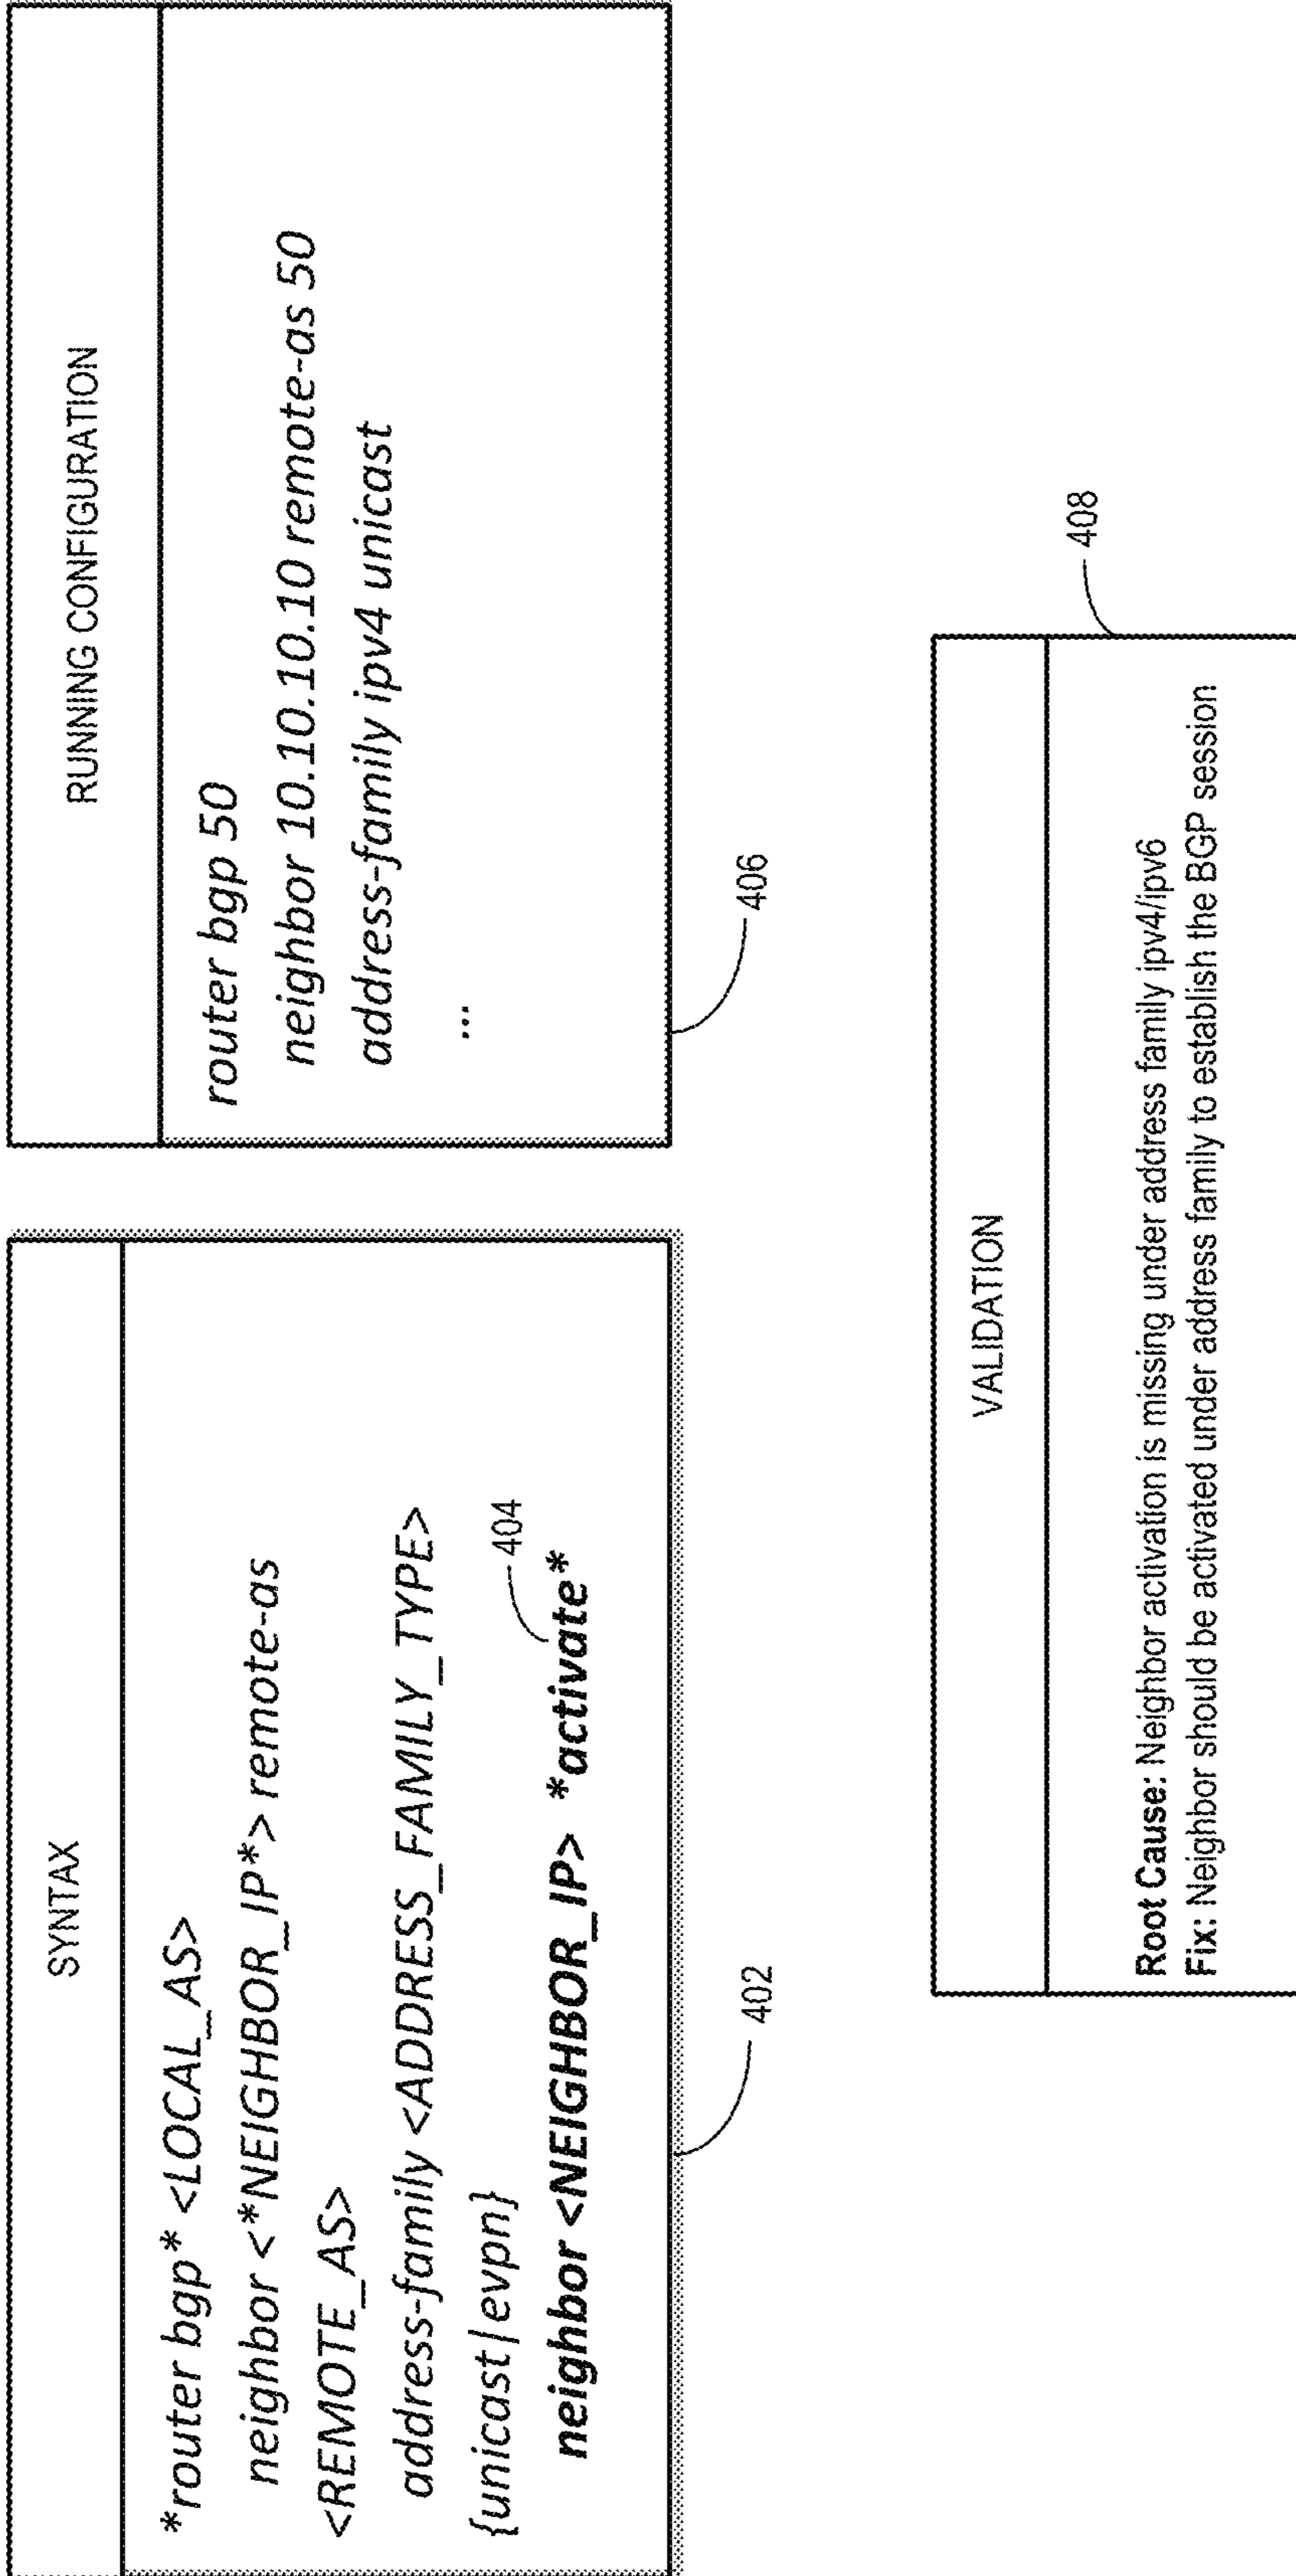 SYNTAX
*router bgp* <LOCAL_AS>
neighbor <*NEIGHBOR_IP*> remote-as
<REMOTE_AS>
address-family <ADDRESS_FAMILY_TYPE>
{unicast|evpn}
404
neighbor <NEIGHBOR_IP> *activate*
402
RUNNING CONFIGURATION
router bgp 50
neighbor 10.10.10.10 remote-as 50
address-family ipv4 unicast
...
406
VALIDATION
408
Root Cause: Neighbor activation is missing under address family ipv4/ipv6
Fix: Neighbor should be activated under address family to establish the BGP session